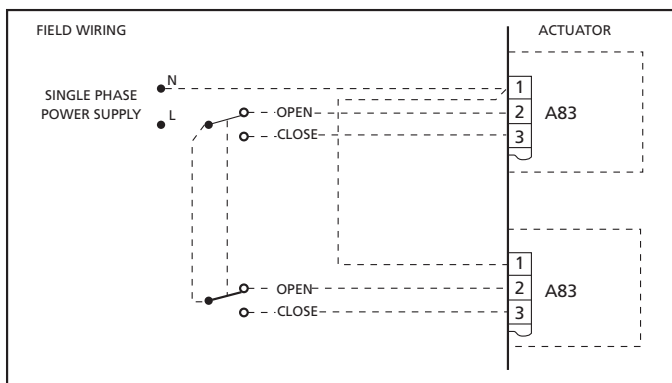 FIELD WIRING
ACTUATOR
N
SINGLE PHASE
POWER SUPPLY
L
OPEN
CLOSE
1
2
3
A83
OPEN
CLOSE
1
2
3
A83